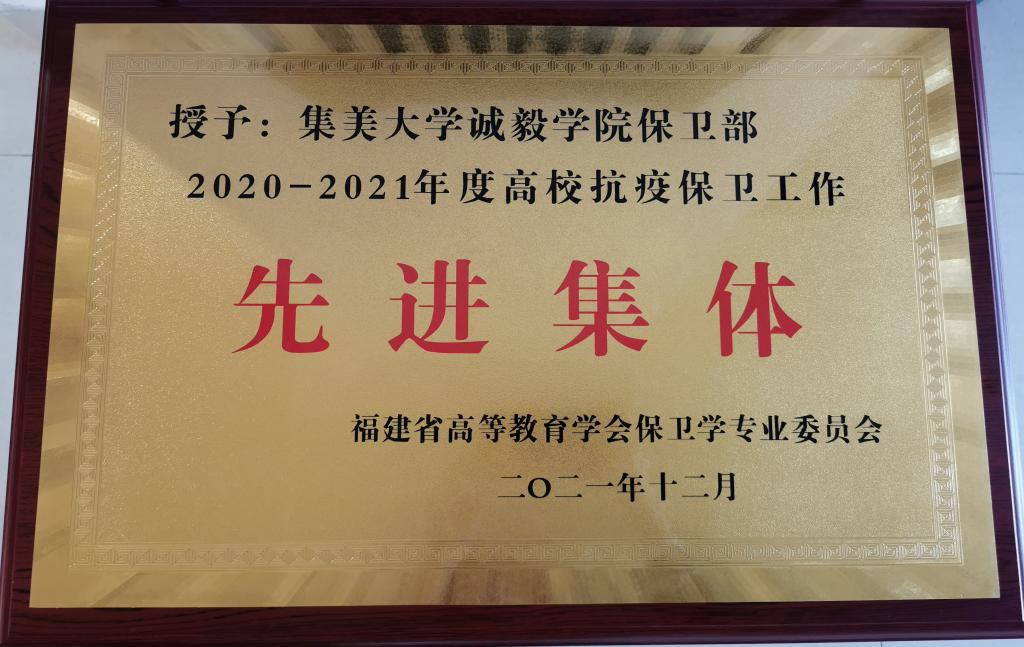 授予：集美大学诚毅学院保卫部
2020-2021年度高校抗疫保卫工作
先进集体
福建省高等教育学会保卫学专业委员会
二〇二一年十二月